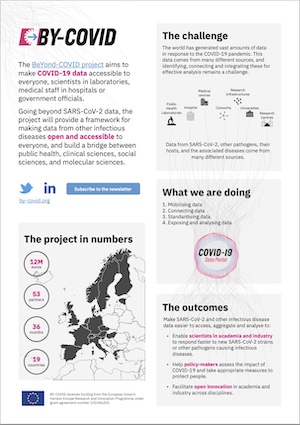 BY-COVID
The BeYond-COVID project aims to
make COVID-19 data accessible to
everyone, scientists in laboratories,
medical staff in hospitals or
government officials.
Going beyond SARS-CoV-2 data, the
project will provide a framework for
making data from other infectious
diseases open and accessible to
everyone, and build a bridge between
public health, clinical sciences, social
sciences, and molecular sciences.
Subscribe to the newsletter
by-covid.org
The project in numbers
12M
euros
53
partners
36
months
19
countries
BY-COVID receives funding from the European Union's
Horizon Europe Research and Innovation Programme under
grant agreement number 101046203.
The challenge
The world has generated vast amounts of data
in response to the COVID-19 pandemic. This
data comes from many different sources, and
identifying, connecting and integrating these for
effective analysis remains a challenge.
Public Health Laboratories
Hospital
Medical centres
Consortia
Research Infrastructures
Universities
Research Centres
Data from SARS-CoV-2, other pathogens, their
hosts, and the associated diseases come from
many different sources.
What we are doing
1. Mobilising data
2. Connecting data
3. Standardising data
4. Exposing and analysing data
COVID-19
Data Portal
The outcomes
Make SARS-CoV-2 and other infectious disease
data easier to access, aggregate and analyse to:
Enable scientists in academia and industry
to respond faster to new SARS-CoV-2 strains
or other pathogens causing infectious
diseases.
Help policy-makers assess the impact of
COVID-19 and take appropriate measures to
protect people.
Facilitate open innovation in academia and
industry across disciplines.